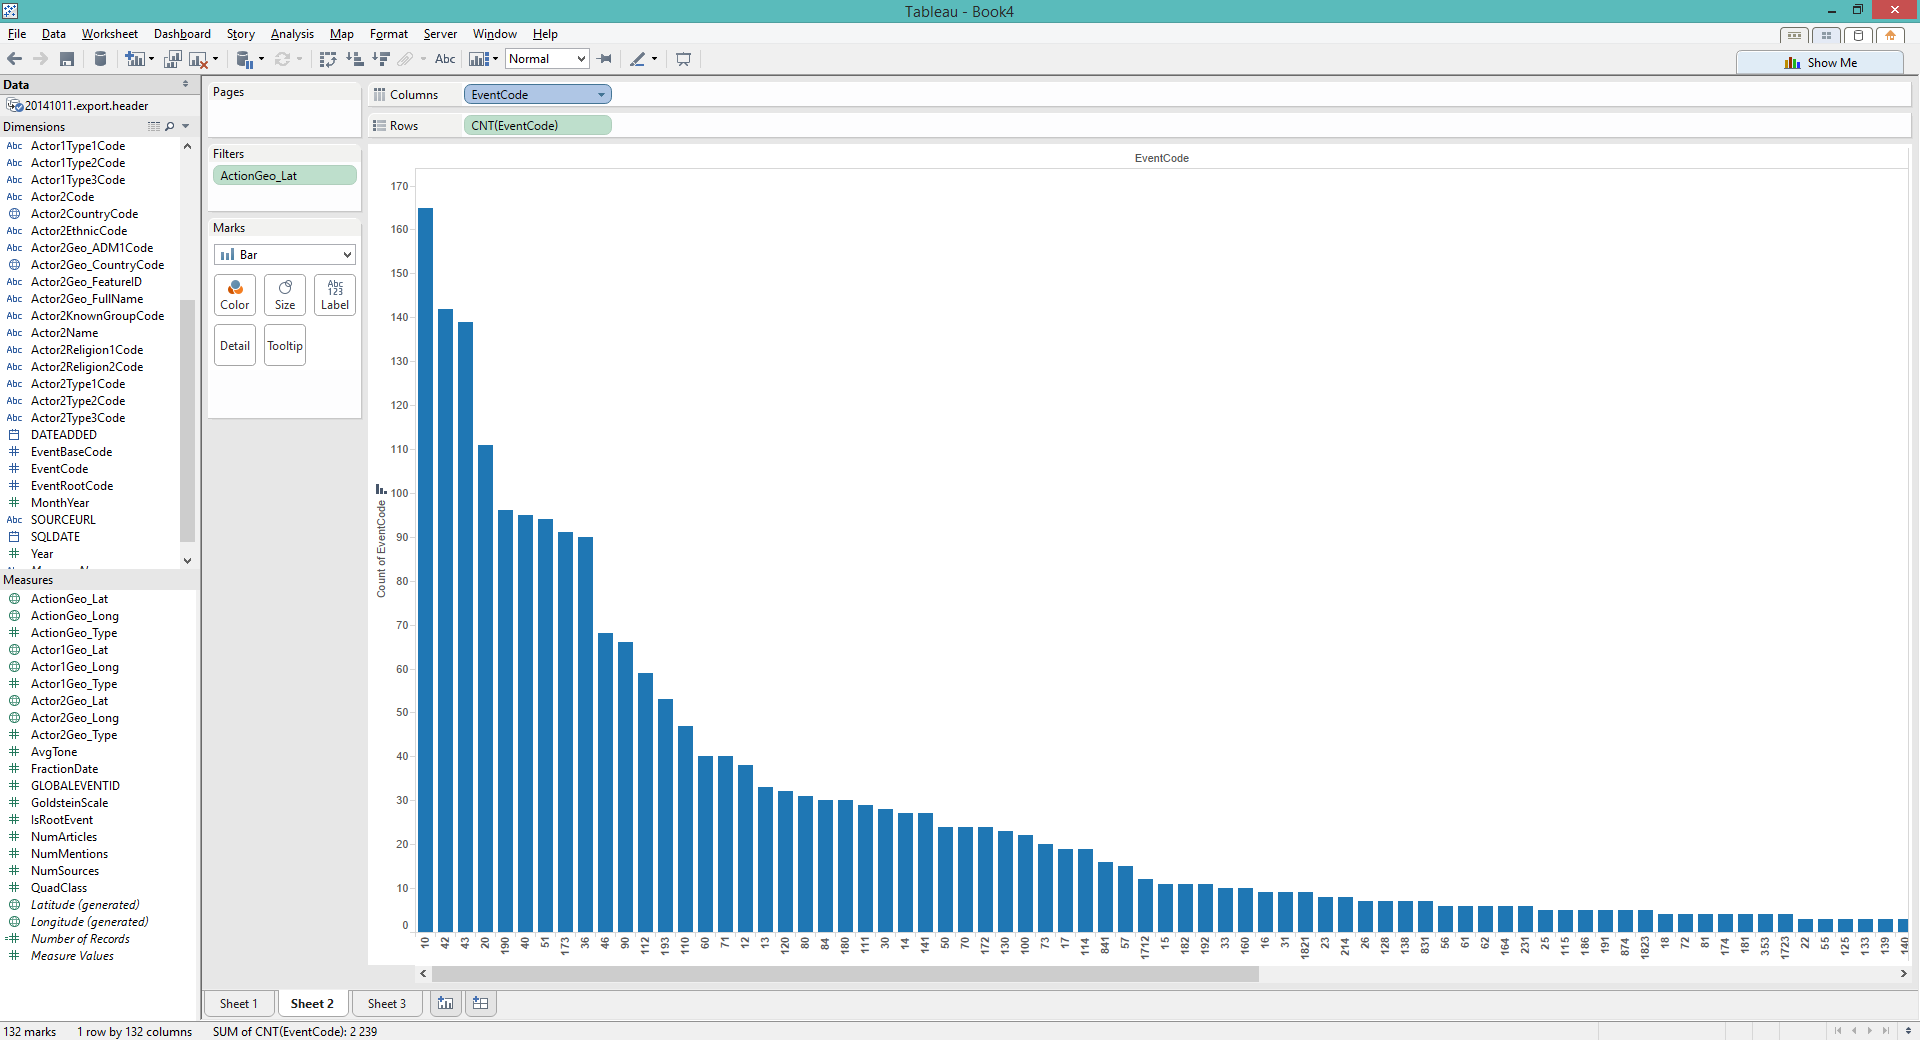 Tableau - Book4
File Data Worksheet Dashboard Story Analysis Map Format Server Window Help
Abc Normal
Show Me
Data
20141011.export.header
Dimensions
Abc Actor1Type1Code
Abc Actor1Type2Code
Abc Actor1Type3Code
Abc Actor2Code
Actor2CountryCode
Abc Actor2EthnicCode
Abc Actor2Geo_ADM1Code
Actor2Geo_CountryCode
Abc Actor2Geo_FeatureID
Abc Actor2Geo_FullName
Abc Actor2KnownGroupCode
Abc Actor2Name
Abc Actor2Religion1Code
Abc Actor2Religion2Code
Abc Actor2Type1Code
Abc Actor2Type2Code
Abc Actor2Type3Code
DATEADDED
# EventBaseCode
# EventCode
# EventRootCode
# MonthYear
Abc SOURCEURL
SQLDATE
# Year
Measures
ActionGeo_Lat
ActionGeo_Long
# ActionGeo_Type
Actor1Geo_Lat
Actor1Geo_Long
# Actor1Geo_Type
Actor2Geo_Lat
Actor2Geo_Long
# Actor2Geo_Type
# AvgTone
# FractionDate
# GLOBALEVENTID
# GoldsteinScale
# IsRootEvent
# NumArticles
# NumMentions
# NumSources
# QuadClass
Latitude (generated)
Longitude (generated)
=# Number of Records
# Measure Values
Pages
Filters
ActionGeo_Lat
Marks
Bar
Color Size Abc 123 Label
Detail Tooltip
Columns EventCode
Rows CNT(EventCode)
EventCode
Count of EventCode
170
160
150
140
130
120
110
100
90
80
70
60
50
40
30
20
10
0
10 42 43 20 190 40 51 173 36 46 90 112 193 110 60 71 12 13 120 80 84 180 111 30 14 141 50 70 172 130 100 73 17 114 841 57 1712 15 182 192 33 160 16 31 1821 23 214 26 128 138 831 56 61 62 164 231 25 115 186 191 874 1823 18 72 81 174 181 353 1723 22 55 125 133 139 140
Sheet 1 Sheet 2 Sheet 3
132 marks 1 row by 132 columns SUM of CNT(EventCode): 2 239